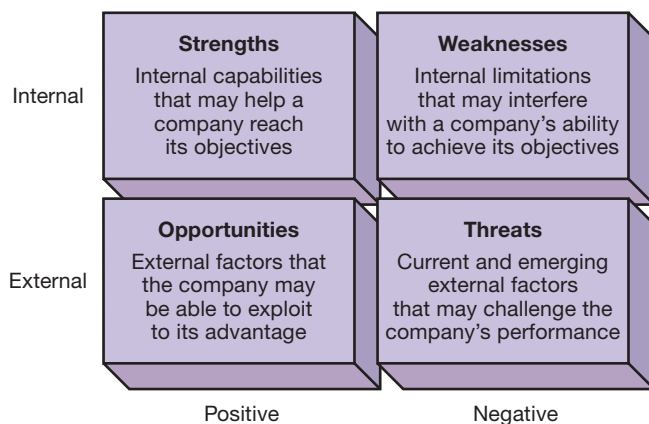 Strengths
Internal capabilities
that may help a
company reach
its objectives
Weaknesses
Internal limitations
that may interfere
with a company's ability
to achieve its objectives
Internal
Opportunities
External factors that
the company may
be able to exploit
to its advantage
Threats
Current and emerging
external factors
that may challenge the
company's performance
External
Positive
Negative